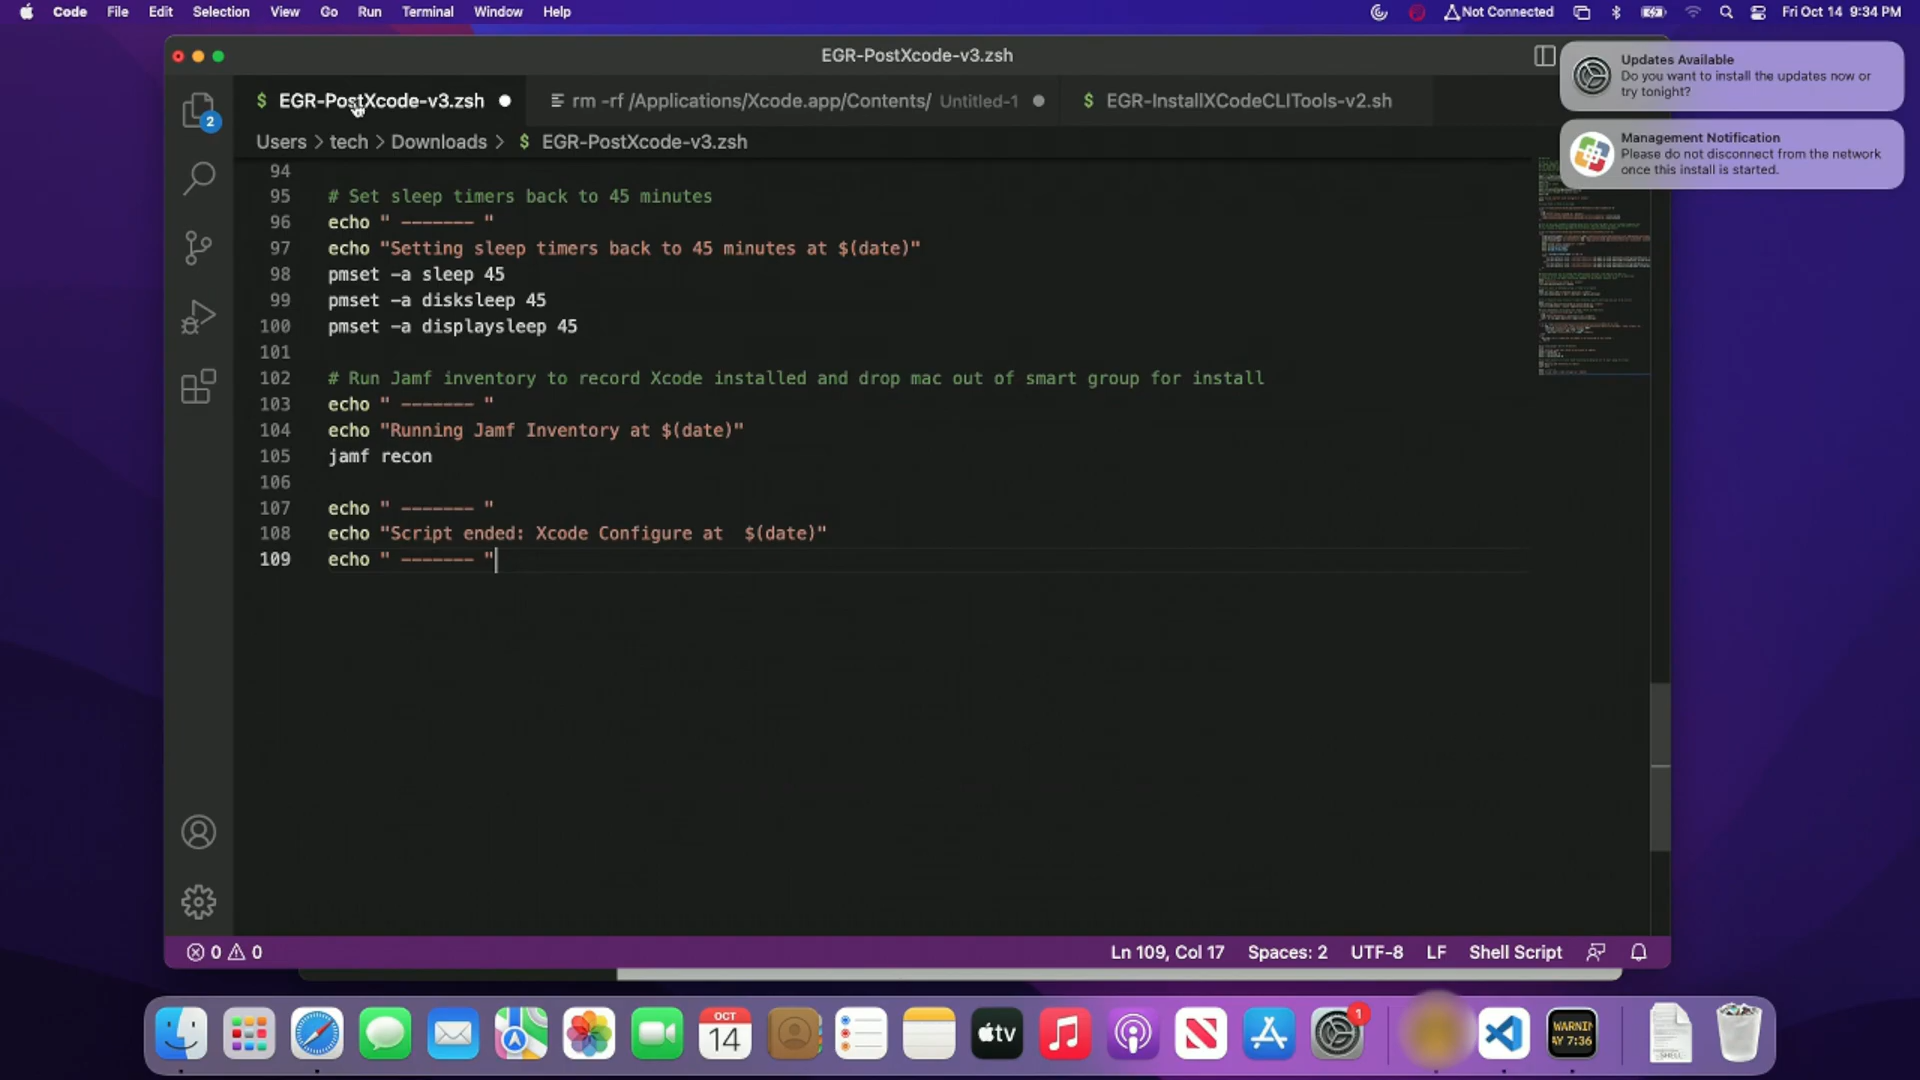 Code File Edit Selection View Go Run Terminal Window Help
Not Connected Fri Oct 14 9:34 PM
EGR-PostXcode-v3.zsh
$ EGR-PostXcode-v3.zsh
rm -rf /Applications/Xcode.app/Contents/ Untitled-1
$ EGR-InstallXCodeCLITools-v2.sh
Updates Available
Do you want to install the updates now or
try tonight?
Management Notification
Please do not disconnect from the network
once this install is started.
2
Users > tech > Downloads > $ EGR-PostXcode-v3.zsh
94
95 # Set sleep timers back to 45 minutes
96 echo " ------- "
97 echo "Setting sleep timers back to 45 minutes at $(date)"
98 pmset -a sleep 45
99 pmset -a disksleep 45
100 pmset -a displaysleep 45
101
102 # Run Jamf inventory to record Xcode installed and drop mac out of smart group for install
103 echo " ------- "
104 echo "Running Jamf Inventory at $(date)"
105 jamf recon
106
107 echo " ------- "
108 echo "Script ended: Xcode Configure at  $(date)"
109 echo " ------- "
0 0
Ln 109, Col 17 Spaces: 2 UTF-8 LF Shell Script
OCT
14
tv
1
WARNIN
AY 7:36
SHELL